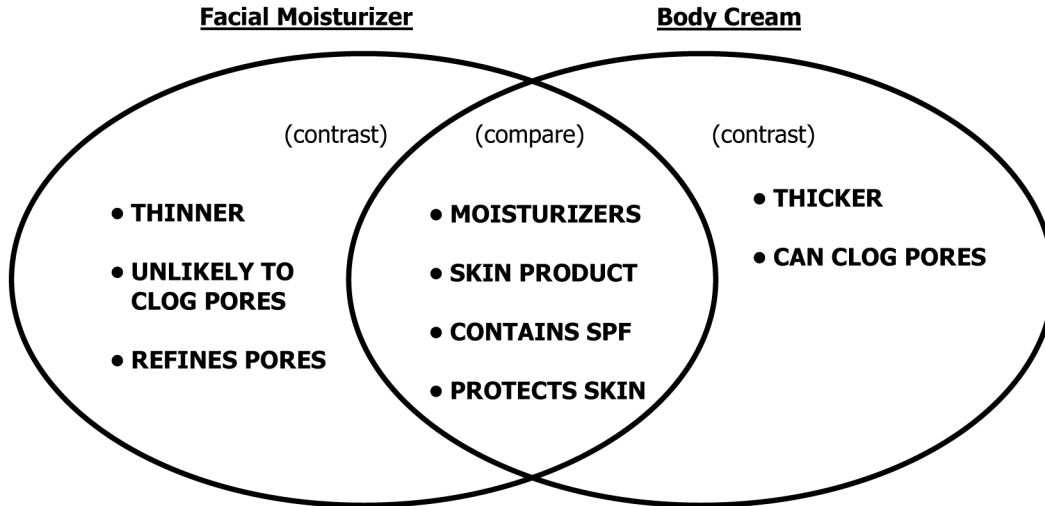 Facial Moisturizer
Body Cream
(contrast)
(compare)
(contrast)
• THINNER
• UNLIKELY TO
CLOG PORES
• REFINES PORES
• MOISTURIZERS
• SKIN PRODUCT
• CONTAINS SPF
• PROTECTS SKIN
• THICKER
• CAN CLOG PORES